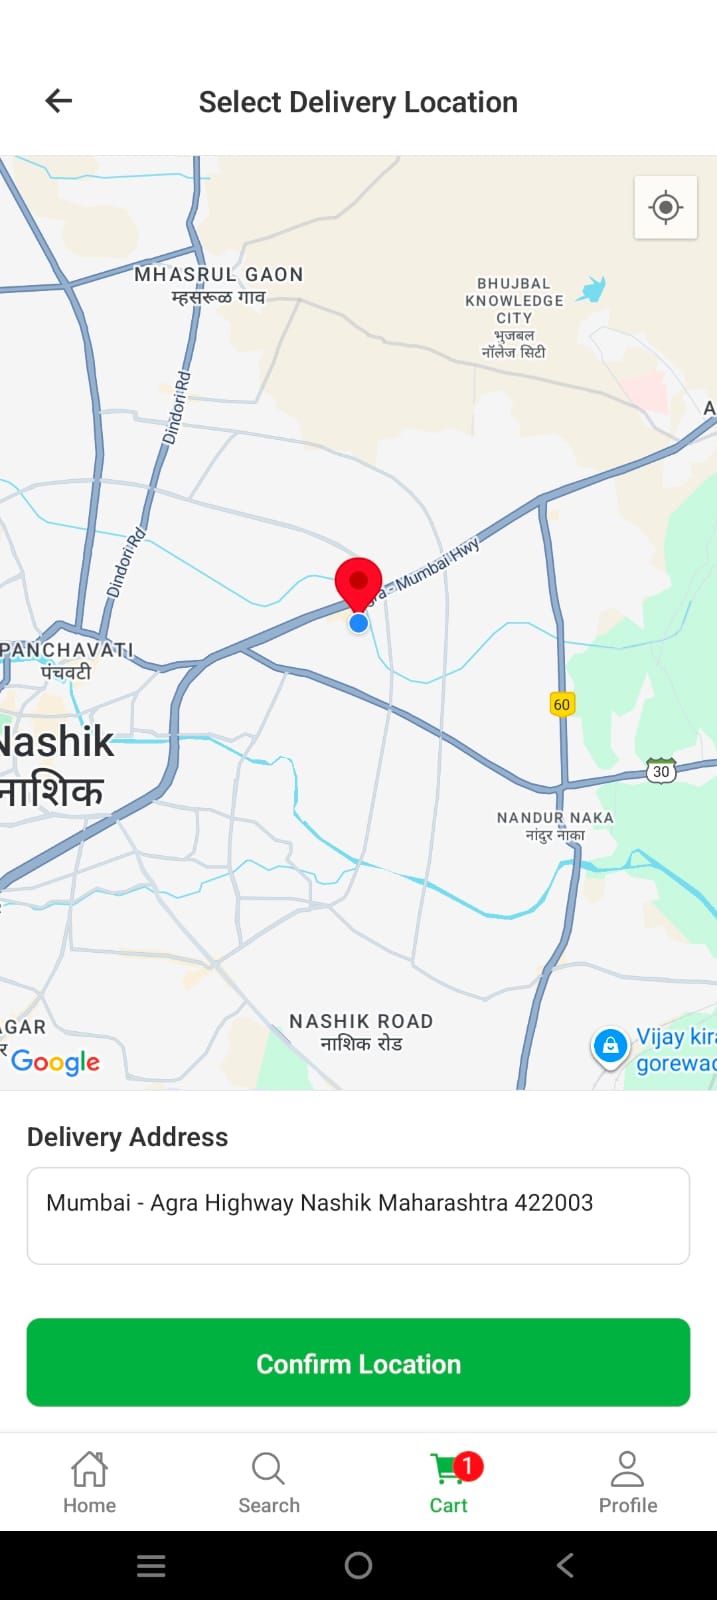 Select Delivery Location
MHASRUL GAON
म्हसरूळ गाव
BHUJBAL
KNOWLEDGE
CITY
भुजबल
नॉलेज सिटी
A
Dindori Rd
Dindori Rd
- Mumbai Hwy
PANCHAVATI
पंचवटी
60
Nashik
नाशिक
30
NANDUR NAKA
नांदुर नाका
NASHIK ROAD
नाशिक रोड
GAR
Google
Vijay kir
gorewad
Delivery Address
Mumbai - Agra Highway Nashik Maharashtra 422003
Confirm Location
1
Home
Search
Cart
Profile